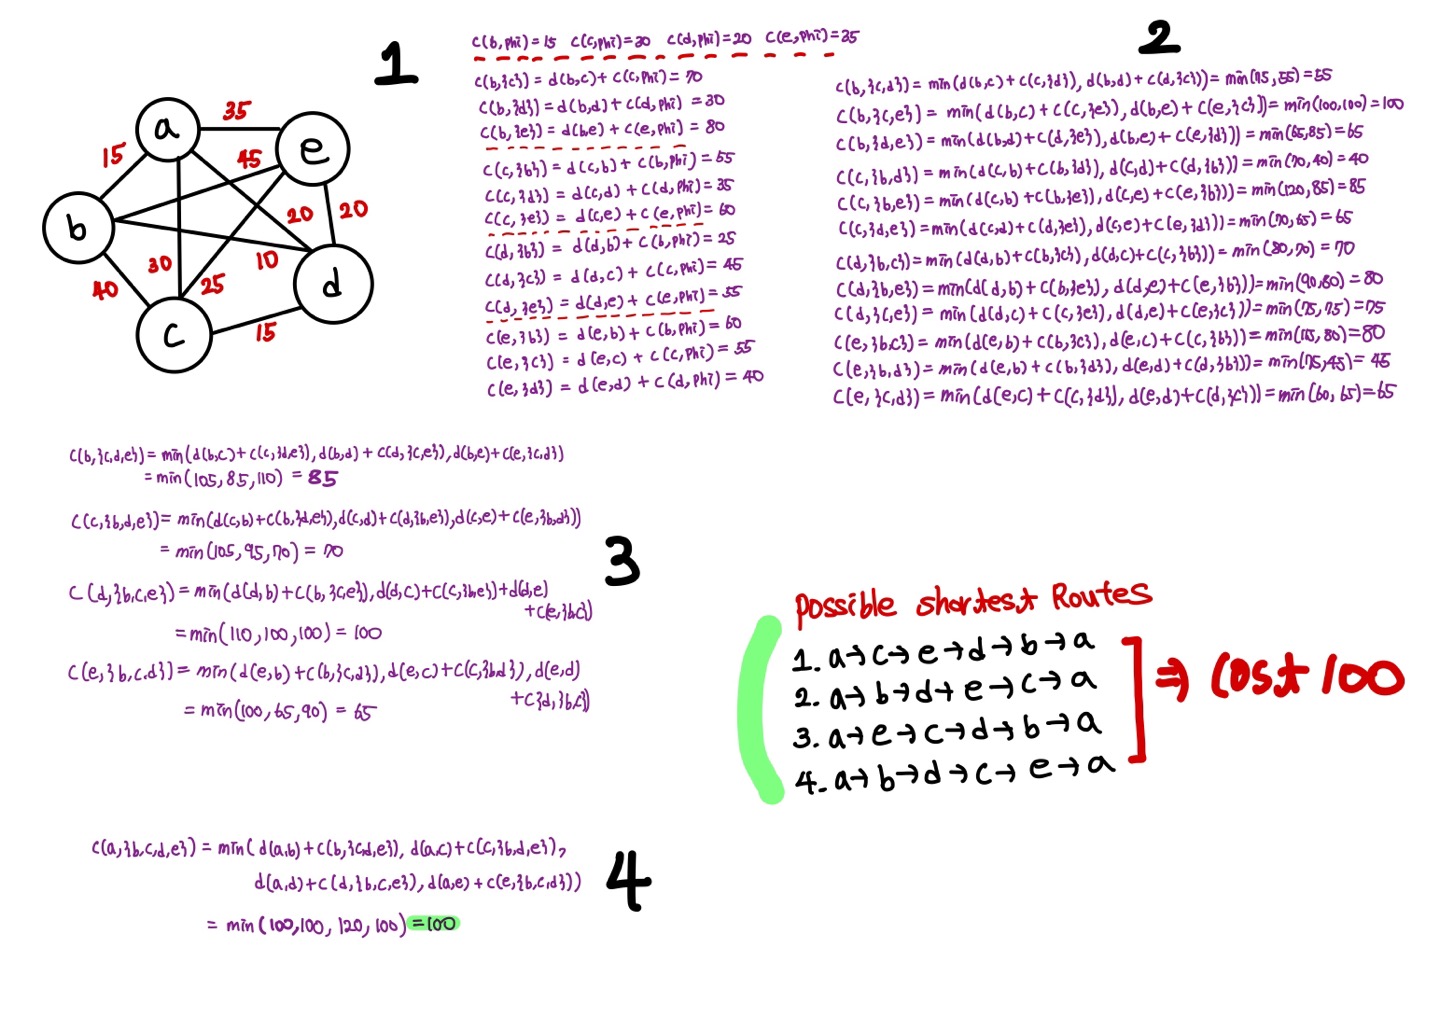 1
a
35
e
15
45
b
20
20
30
10
d
40
25
c
15
c(b,phi)=15 c(c,phi)=30 c(d,phi)=20 c(e,phi)=35
c(b,{c}) = d(b,c)+ c(c,phi) = 70
c(b,{d}) = d(b,d) + c(d,phi) = 30
c(b,{e}) = d(b,e) + c(e,phi) = 80
c(c,{b}) = d(c,b) + c(b,phi) = 55
c(c,{d}) = d(c,d) + c(d,phi) = 35
c(c,{e}) = d(c,e) + c(e,phi) = 60
c(d,{b}) = d(d,b) + c(b,phi) = 25
c(d,{c}) = d(d,c) + c(c,phi) = 45
c(d,{e}) = d(d,e) + c(e,phi) = 55
c(e,{b}) = d(e,b) + c(b,phi) = 60
c(e,{c}) = d(e,c) + c(c,phi) = 55
c(e,{d}) = d(e,d) + c(d,phi) = 40
2
c(b,{c,d}) = min(d(b,c) + c(c,{d}), d(b,d) + c(d,{c})) = min(75,55)=55
c(b,{c,e}) = min(d(b,c) + c(c,{e}), d(b,e) + c(e,{c})) = min(100,100)=100
c(b,{d,e}) = min(d(b,d)+c(d,{e}), d(b,e) + c(e,{d})) = min(65,85)=65
c(c,{b,d}) = min(d(c,b) + c(b,{d}), d(c,d) + c(d,{b})) = min(70,40)=40
c(c,{b,e}) = min(d(c,b) + c(b,{e}), d(c,e) + c(e,{b})) = min(120,85)=85
c(c,{d,e}) = min(d(c,d) + c(d,{e}), d(c,e) + c(e,{d})) = min(70,65)=65
c(d,{b,c}) = min(d(d,b) + c(b,{c}), d(d,c)+c(c,{b})) = min(80,70) = 70
c(d,{b,e}) = min(d(d,b) + c(b,{e}), d(d,e)+c(e,{b})) = min(90,80)=80
c(d,{c,e}) = min(d(d,c) + c(c,{e}), d(d,e) + c(e,{c})) = min(75,75)=75
c(e,{b,c}) = min(d(e,b) + c(b,{c}), d(e,c) + c(c,{b})) = min(115,80)=80
c(e,{b,d}) = min(d(e,b) + c(b,{d}), d(e,d)+ c(d,{b})) = min(75,45)=45
c(e,{c,d}) = min(d(e,c) + c(c,{d}), d(e,d)+c(d,{c})) = min(60,65)=65
c(b,{c,d,e}) = min(d(b,c)+ c(c,{d,e}), d(b,d) + c(d,{c,e}), d(b,e)+c(e,{c,d})
= min(105,85,110) = 85
c(c,{b,d,e}) = min(d(c,b)+c(b,{d,e}), d(c,d)+c(d,{b,e}), d(c,e)+ c(e,{b,d}))
= min(105,95,70) = 70
3
c(d,{b,c,e}) = min(d(d,b)+c(b,{c,e}), d(d,c)+c(c,{b,e})+d(d,e)
+c(e,{b,c})
= min(110,100,100) = 100
c(e,{b,c,d}) = min(d(e,b) + c(b,{c,d}), d(e,c) + c(c,{b,d}), d(e,d)
+ c{d,{b,c})
= min(100,65,90) = 65
Possible shortest Routes
1. a→c→e→d→b→a
2. a→b→d→e→c→a
3. a→e→c→d→b→a
4. a→b→d→c→e→a
⇒ Cost 100
c(a,{b,c,d,e}) = min(d(a,b)+c(b,{c,d,e}), d(a,c)+c(c,{b,d,e}),
d(a,d)+c(d,{b,c,e}), d(a,e)+c(e,{b,c,d}))
= min(100,100,120,100) =100
4